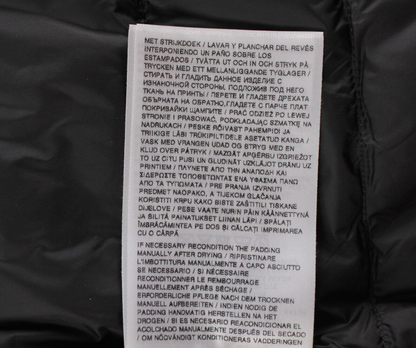 MET STRIJKDOEK / LAVAR Y PLANCHAR DEL REVÉS
INTERPONIENDO UN PAÑO SOBRE LOS
ESTAMPADOS / TVÄTTA UT OCH IN OCH STRYK PÅ
TRYCKEN MED ETT MELLANLIGGANDE TYGLAGER /
СТИРАТЬ И ГЛАДИТЬ ДАННОЕ ИЗДЕЛИЕ С
ИЗНАНОЧНОЙ СТОРОНЫ, ПОДЛОЖИВ ПОД НЕГО
ТКАНЬ НА ПРИНТЫ / ПЕРЕТЕ И ГЛАДЕТЕ ДРЕХАТА
ОБЪРНАТА НА ОБРАТНО, ГЛАДЕТЕ С ПАРЧЕ ПЛАТ
ПОКРИВАЙКИ ЩАМПИТЕ / PRAĆ ODZIEŻ PO LEWEJ
STRONIE I PRASOWAĆ, PODKŁADAJĄC SZMATKĘ NA
NADRUKACH / PESKE RÕIVAST PAHEMPIDI JA
TRIIKIGE LÄBI TRÜKIPILTIDELE ASETATUD KANGA /
VASK MED VRANGEN UDAD OG STRYG MED EN
KLUD OVER PÅTRYK / MAZGĀT APĢĒRBU IZGRIEŽOT
TO UZ CITU PUSI UN GLUDINĀT UZKLĀJOT DRĀNU UZ
PRINTIEM / ΠΛΥΝΕΤΕ ΑΠΟ ΤΗΝ ΑΝΑΠΟΔΗ ΚΑΙ
ΣΙΔΕΡΩΣΤΕ ΤΟΠΟΘΕΤΩΝΤΑΣ ΕΝΑ ΥΦΑΣΜΑ ΠΑΝΩ
ΑΠΟ ΤΑ ΤΥΠΩΜΑΤΑ / PRE PRANJA IZVRNUTI
PREDMET NAOPAKO, A TIJEKOM GLAČANJA
KORISTITI KRPU KAKO BISTE ZAŠTITILI TISKANE
DIJELOVE / PESE VAATE NURIN PÄIN KÄÄNNETTYNÄ
JA SILITÄ PAINATUKSET LIINAN LÄPI / SPĂLAȚI
ÎMBRĂCĂMINTEA PE DOS ȘI CĂLCAȚI IMPRIMAREA
CU O CÂRPĂ
IF NECESSARY RECONDITION THE PADDING
MANUALLY AFTER DRYING / RIPRISTINARE
L'IMBOTTITURA MANUALMENTE A CAPO ASCIUTTO
SE NECESSARIO / SI NÉCESSAIRE
RECONDITIONNER LE REMBOURRAGE
MANUELLEMENT APRÈS SÉCHAGE /
ERFORDERLICHE PFLEGE NACH DEM TROCKNEN
MANUELL AUFBEREITEN / INDIEN NODIG DE
PADDING HANDMATIG HERSTELLEN NA HET
DROGEN / SI ES NECESARIO REACONDICIONAR EL
ACOLCHADO MANUALMENTE DESPUÉS DEL SECADO
/ OM NÖDVÄNDIGT KONDITIONERAS VADDERINGEN